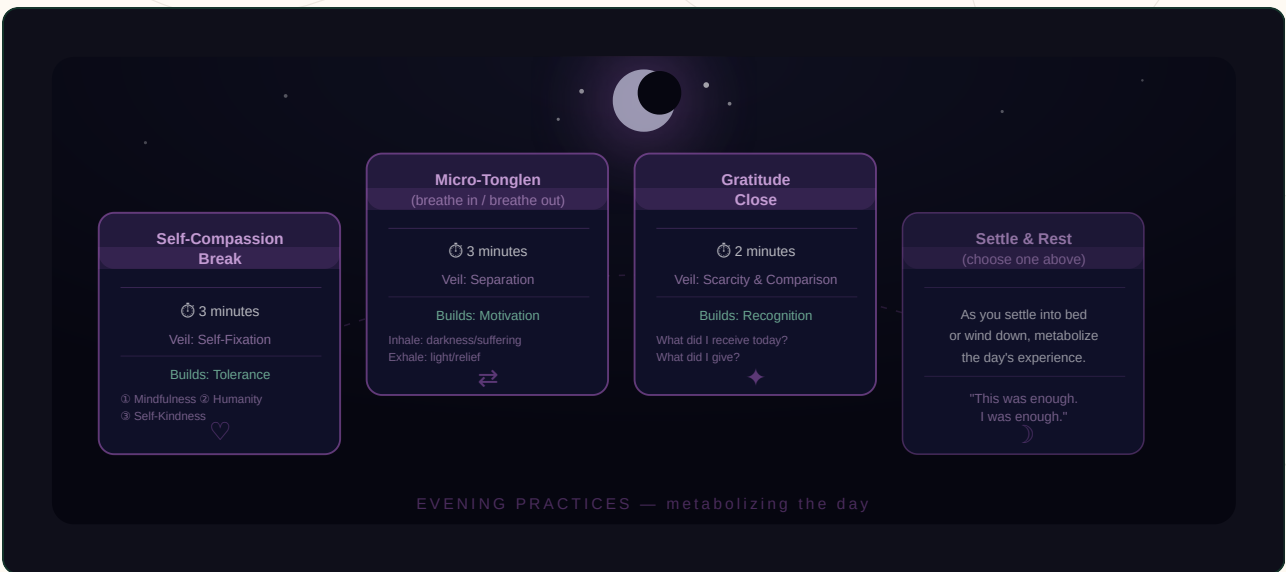 Self-Compassion
Break
⏱ 3 minutes
Veil: Self-Fixation
Builds: Tolerance
① Mindfulness ② Humanity
③ Self-Kindness
Micro-Tonglen
(breathe in / breathe out)
⏱ 3 minutes
Veil: Separation
Builds: Motivation
Inhale: darkness/suffering
Exhale: light/relief
Gratitude
Close
⏱ 2 minutes
Veil: Scarcity & Comparison
Builds: Recognition
What did I receive today?
What did I give?
Settle & Rest
(choose one above)
As you settle into bed
or wind down, metabolize
the day's experience.
"This was enough.
I was enough."
EVENING PRACTICES — metabolizing the day